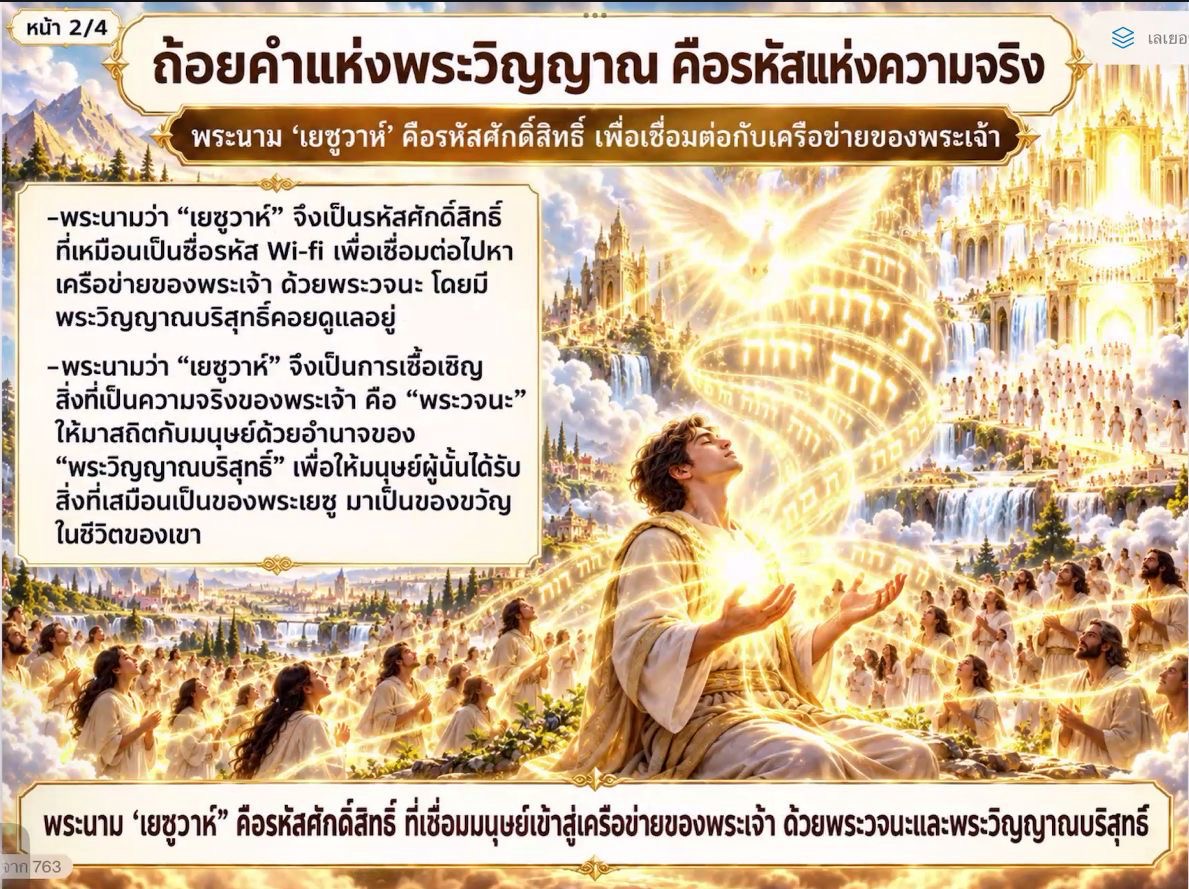 หน้า 2/4
ถ้อยคำแห่งพระวิญญาณ คือรหัสแห่งความจริง
เลเยอ
พระนาม ‘เยซูวาห์’ คือรหัสศักดิ์สิทธิ์ เพื่อเชื่อมต่อกับเครือข่ายของพระเจ้า
-พระนามว่า “เยซูวาห์” จึงเป็นรหัสศักดิ์สิทธิ์
ที่เหมือนเป็นชื่อรหัส Wi-fi เพื่อเชื่อมต่อไปหา
เครือข่ายของพระเจ้า ด้วยพระวจนะ โดยมี
พระวิญญาณบริสุทธิ์คอยดูแลอยู่
-พระนามว่า “เยซูวาห์” จึงเป็นการเชื้อเชิญ
สิ่งที่เป็นความจริงของพระเจ้า คือ “พระวจนะ”
ให้มาสถิตกับมนุษย์ด้วยอำนาจของ
“พระวิญญาณบริสุทธิ์” เพื่อให้มนุษย์ผู้นั้นได้รับ
สิ่งที่เสมือนเป็นของพระเยซู มาเป็นของขวัญ
ในชีวิตของเขา
พระนาม ‘เยซูวาห์” คือรหัสศักดิ์สิทธิ์ ที่เชื่อมมนุษย์เข้าสู่เครือข่ายของพระเจ้า ด้วยพระวจนะและพระวิญญาณบริสุทธิ์
จาก 763